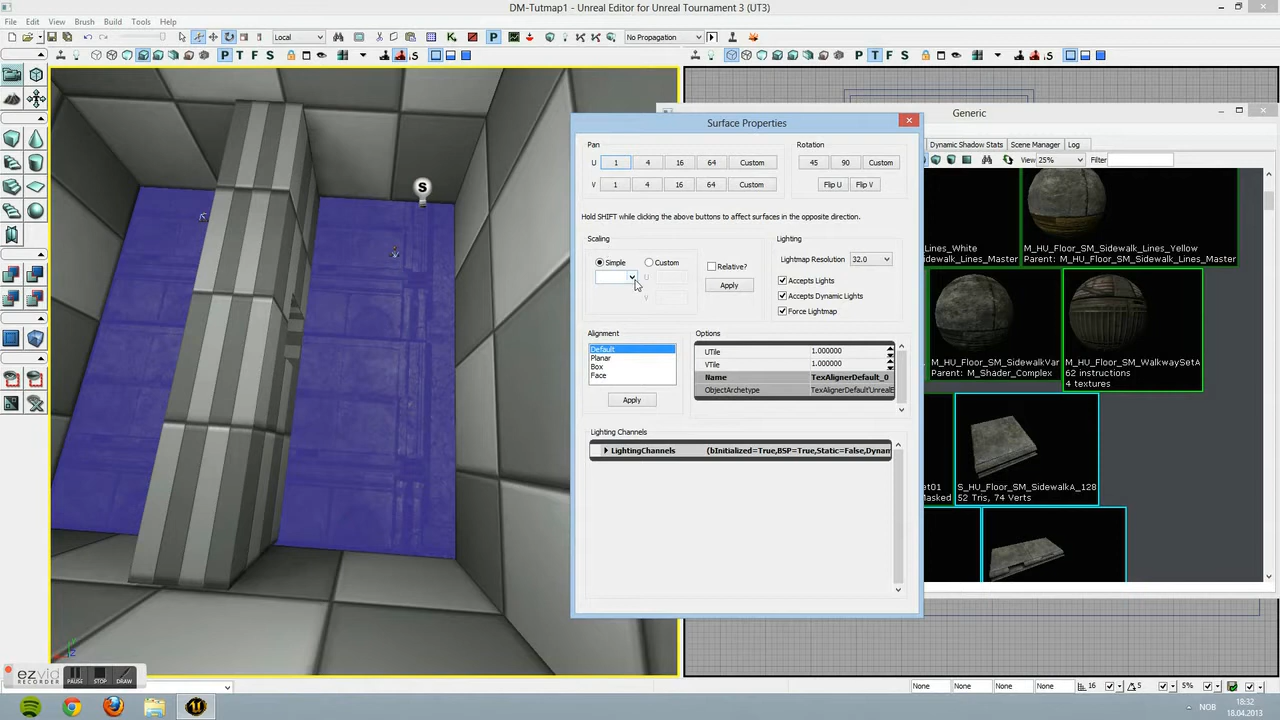 DM-Tutmap1 - Unreal Editor for Unreal Tournament 3 (UT3)
File Edit View Brush Build Tools Help
Local
No Propagation
P T F S
P T F S
Generic
Surface Properties
Dynamic Shadow Stats Scene Manager Log
View 25% Filter
Pan
Rotation
U 1 4 16 64 Custom
45 90 Custom
V 1 4 16 64 Custom
Flip U Flip V
Hold SHIFT while clicking the above buttons to affect surfaces in the opposite direction.
Scaling
Lighting
Simple Custom
Relative?
Lightmap Resolution 32.0
U
V
Apply
Accepts Lights
Accepts Dynamic Lights
Force Lightmap
Alignment
Default
Planar
Box
Face
Apply
Options
UTile 1.000000
VTile 1.000000
Name TexAlignerDefault_0
ObjectArchetype TexAlignerDefault'UnrealE
Lighting Channels
LightingChannels (bInitialized=True,BSP=True,Static=False,Dynam
Lines_White
Lines_Master
M_HU_Floor_SM_Sidewalk_Lines_Yellow
Parent: M_HU_Floor_SM_Sidewalk_Lines_Master
M_HU_Floor_SM_SidewalkVar
Parent: M_Shader_Complex
M_HU_Floor_SM_WalkwaySetA
62 instructions
4 textures
Set01
Masked
S_HU_Floor_SM_SidewalkA_128
52 Tris, 74 Verts
S
ezvid
RECORDER
PAUSE STOP DRAW
None None None None 16 5 5%
NOB
18:32
18.04.2013